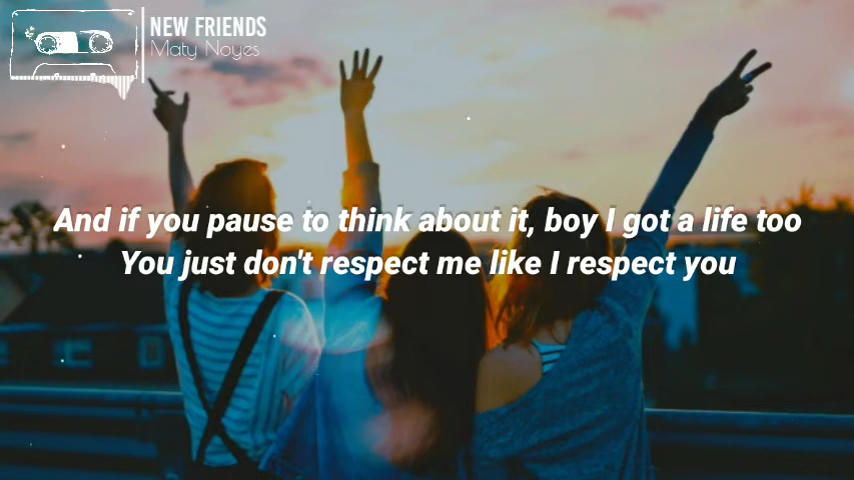 NEW FRIENDS
Maty Noyes
And if you pause to think about it, boy I got a life too
You just don't respect me like I respect you